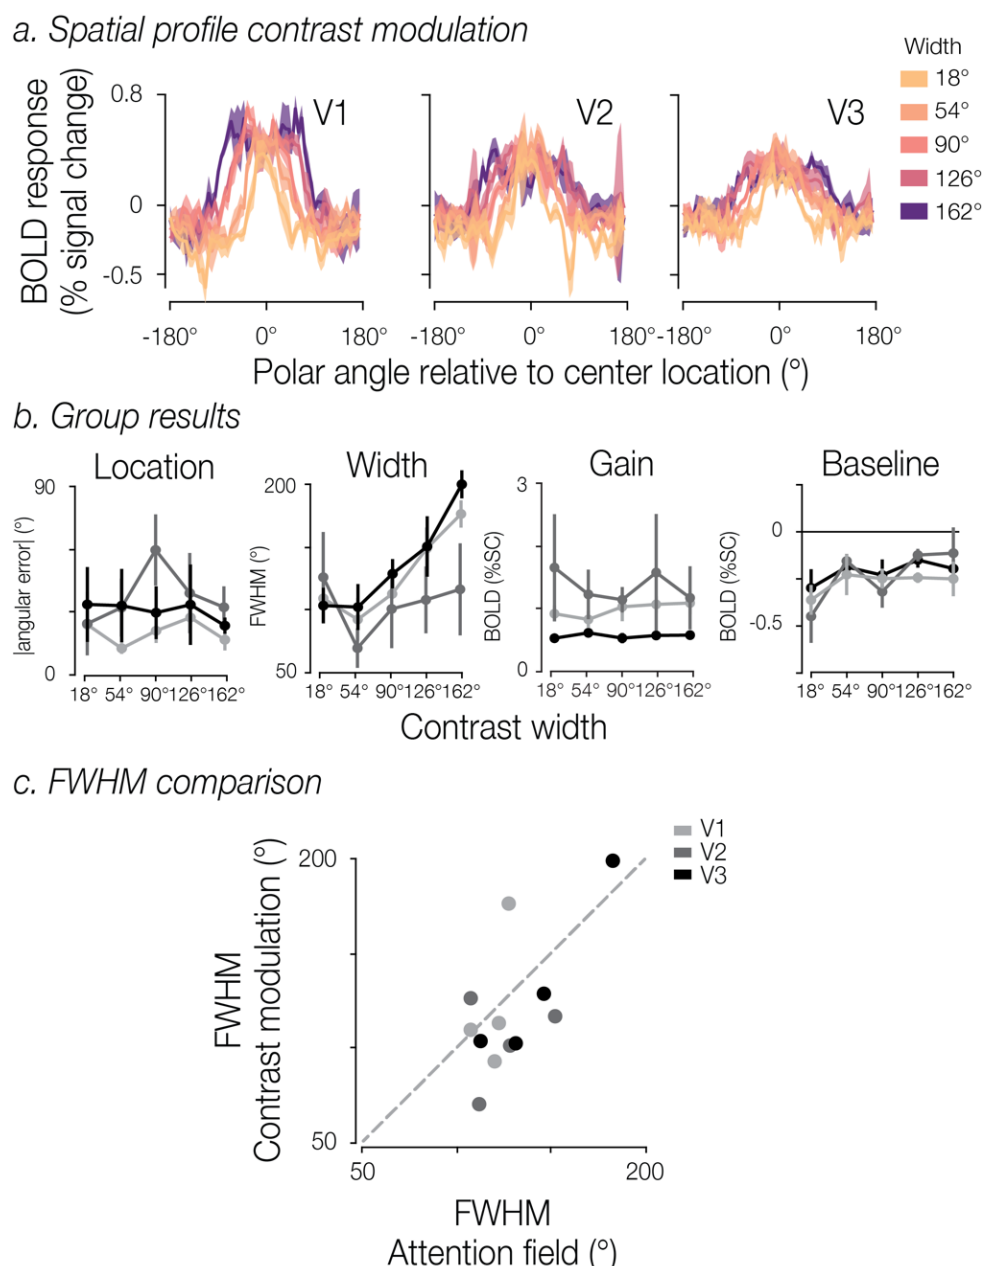 a. Spatial profile contrast modulation
Width
18°
54°
90°
126°
162°
BOLD response
(% signal change)
0.8
0
-0.5
V1
V2
V3
-180° 0° 180°
-180° 0° 180°
-180° 0° 180°
Polar angle relative to center location (°)
b. Group results
Location
|angular error| (°)
90
0
18° 54° 90° 126° 162°
Width
FWHM (°)
200
50
18° 54° 90° 126° 162°
Gain
BOLD (%SC)
3
0
18° 54° 90° 126° 162°
Baseline
BOLD (%SC)
0
-0.5
18° 54° 90° 126° 162°
Contrast width
c. FWHM comparison
V1
V2
V3
FWHM
Contrast modulation (°)
200
50
50 200
FWHM
Attention field (°)